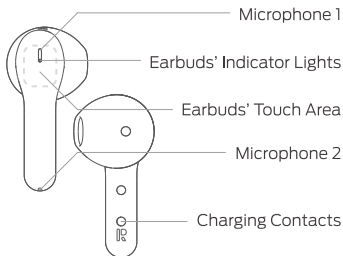 Microphone 1
Earbuds' Indicator Lights
Earbuds' Touch Area
Microphone 2
Charging Contacts
R